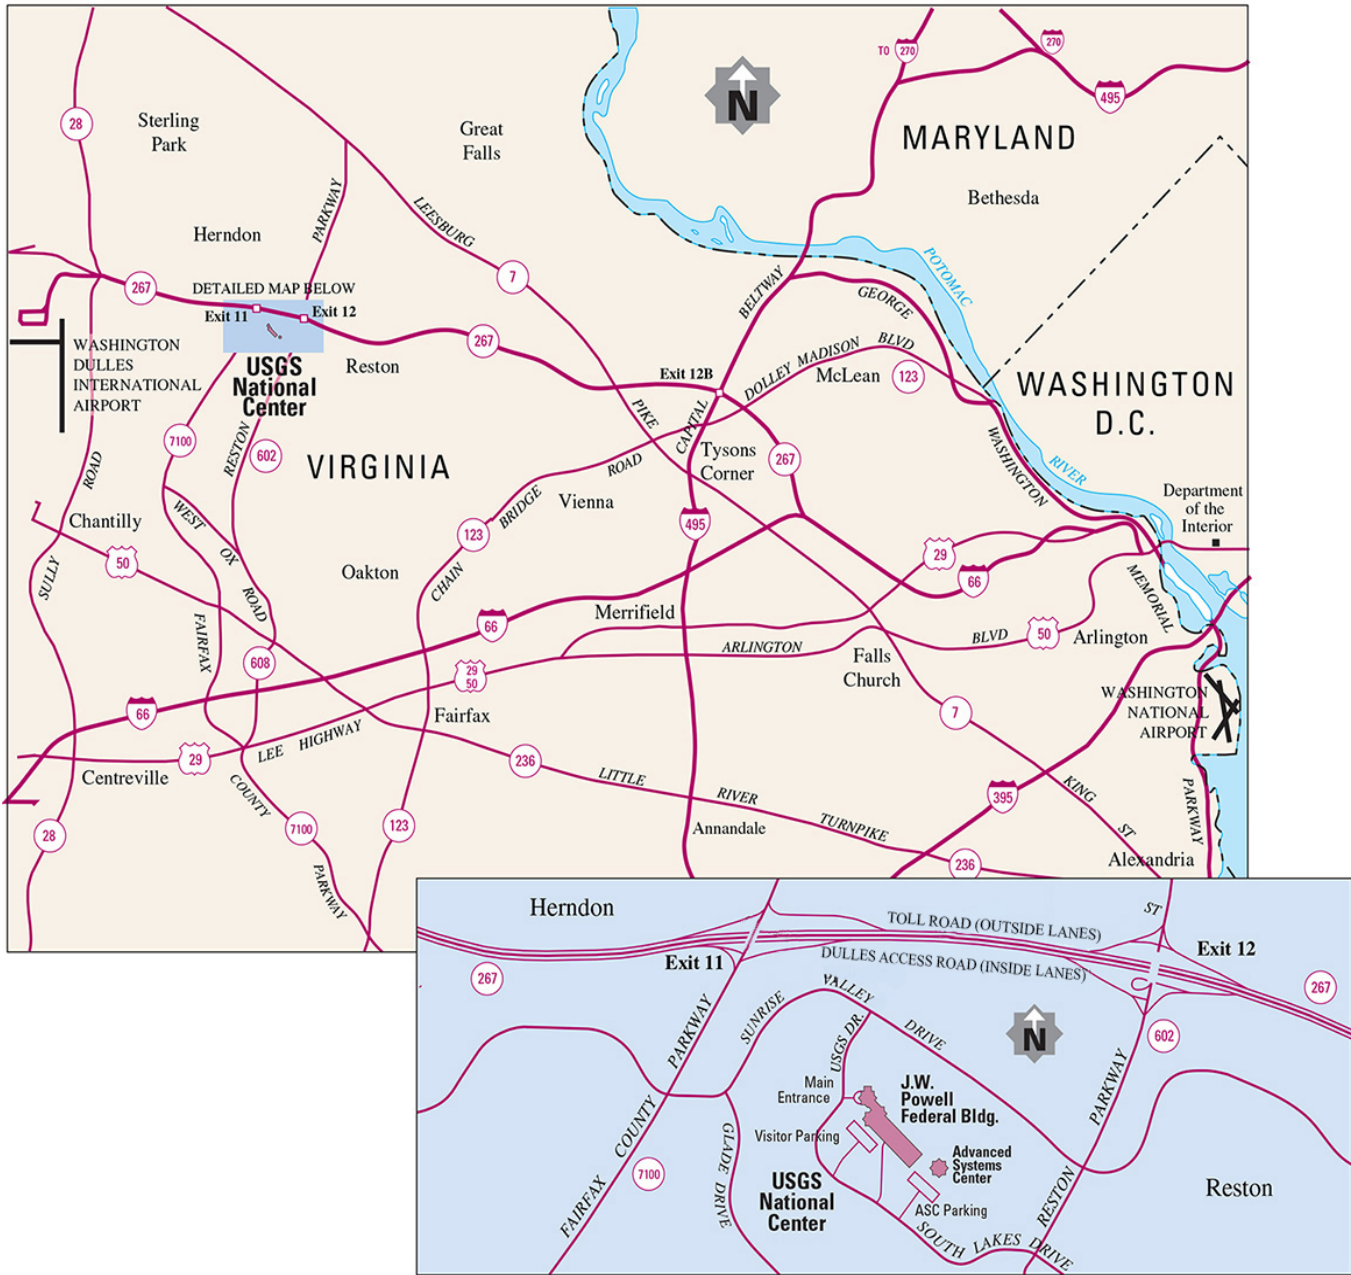 TO 270
270
495
28
Sterling
Park
Great
Falls
N
MARYLAND
Bethesda
PARKWAY
LEESBURG
Herndon
7
POTOMAC
267
DETAILED MAP BELOW
Exit 11
Exit 12
BELTWAY
GEORGE
WASHINGTON
DULLES
INTERNATIONAL
AIRPORT
USGS
National
Center
Reston
267
Exit 12B
DOLLEY MADISON BLVD
McLean
123
WASHINGTON
D.C.
PIKE
CAPITAL
7100
RESTON
602
VIRGINIA
ROAD
Tysons
Corner
267
WASHINGTON
RIVER
ROAD
Vienna
BRIDGE
Department
of the
Interior
Chantilly
WEST
OX
ROAD
495
123
50
29
SULLY
Oakton
CHAIN
66
MEMORIAL
FAIRFAX
66
Merrifield
ARLINGTON
BLVD
50
Arlington
608
29
50
Falls
Church
66
Fairfax
7
WASHINGTON
NATIONAL
AIRPORT
LEE HIGHWAY
29
Centreville
236
LITTLE
RIVER
TURNPIKE
395
KING
ST
PARKWAY
COUNTY
28
7100
123
Annandale
236
Alexandria
PARKWAY
Herndon
TOLL ROAD (OUTSIDE LANES)
ST
Exit 11
DULLES ACCESS ROAD (INSIDE LANES)
Exit 12
267
267
PARKWAY
SUNRISE
VALLEY
DRIVE
USGS DR.
N
602
Main
Entrance
J.W.
Powell
Federal Bldg.
PARKWAY
COUNTY
Visitor Parking
GLADE DRIVE
Advanced
Systems
Center
7100
USGS
National
Center
RESTON
Reston
FAIRFAX
ASC Parking
SOUTH
LAKES
DRIVE